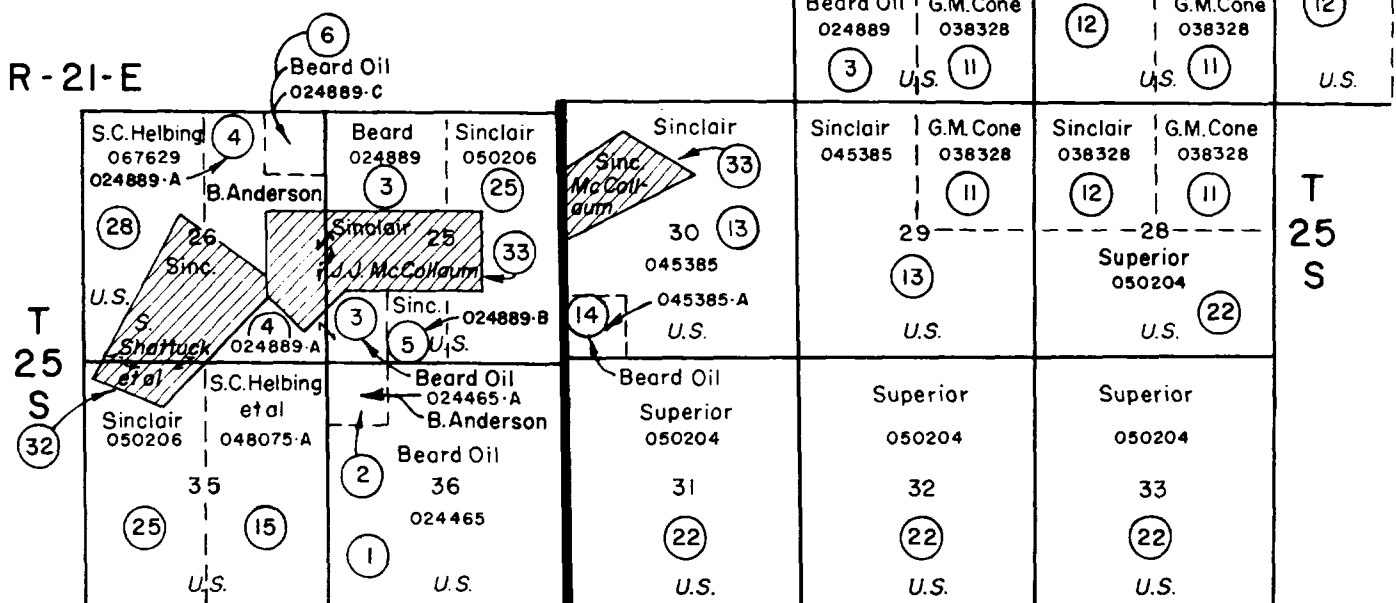 Beard Oil
024889
3
G.M. Cone
038328
11
U.S.
12
G.M. Cone
038328
11
U.S.
12
U.S.
R-21-E
6
Beard Oil
024889-C
S.C. Helbing
067629
024889-A
4
B. Anderson
28
26
Sinc.
U.S.
S.
Shattuck
et al
4
024889-A
Beard
024889
3
Sinclair
050206
25
Sinclair
25
J.J. McCollaum
33
3
Sinc.
024889-B
5
U.S.
Sinclair
Sinc.
McColl-
aum
33
30
13
045385
045385-A
14
U.S.
Beard Oil
Sinclair
045385
G.M. Cone
038328
11
29
13
U.S.
Sinclair
038328
12
G.M. Cone
038328
11
28
Superior
050204
22
U.S.
T
25
S
T
25
S
32
Sinclair
050206
S.C. Helbing
et al
048075-A
35
25
15
U.S.
Beard Oil
024465-A
B. Anderson
2
Beard Oil
36
024465
1
U.S.
Superior
050204
31
22
U.S.
Superior
050204
32
22
U.S.
Superior
050204
33
22
U.S.